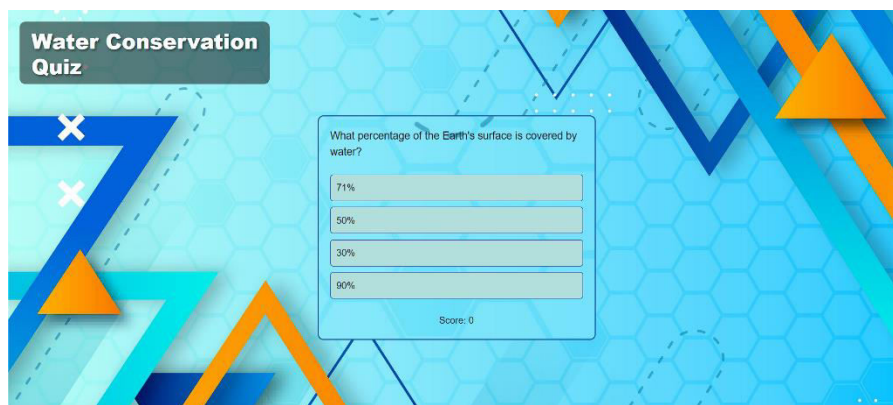 Water Conservation
Quiz
What percentage of the Earth's surface is covered by
water?
71%
50%
30%
90%
Score: 0